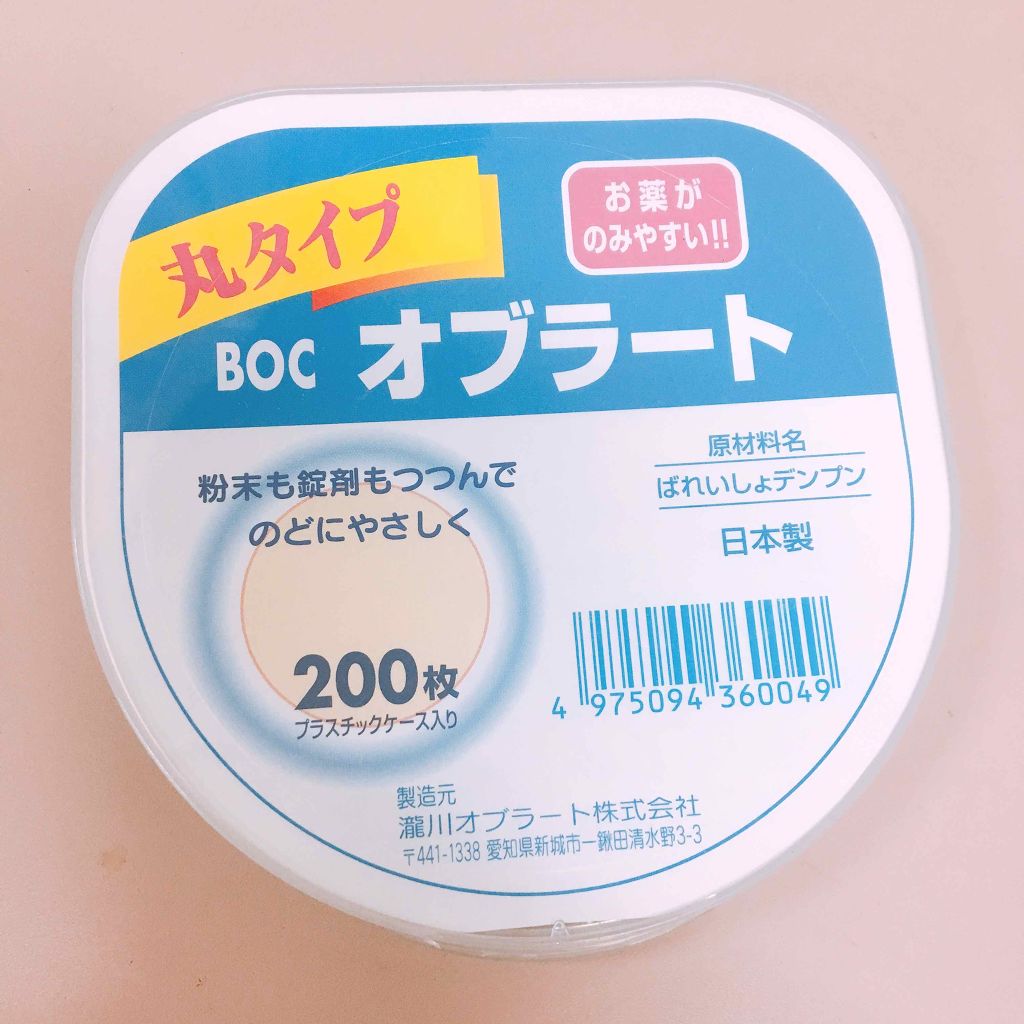 丸タイプ
お薬が
のみやすい!!
BOC オブラート
粉末も錠剤もつつんで
のどにやさしく
200枚
プラスチックケース入り
原材料名
ばれいしょデンプン
日本製
4 975094 360049
製造元
瀧川オブラート株式会社
〒441-1338 愛知県新城市一鍬田清水野3-3